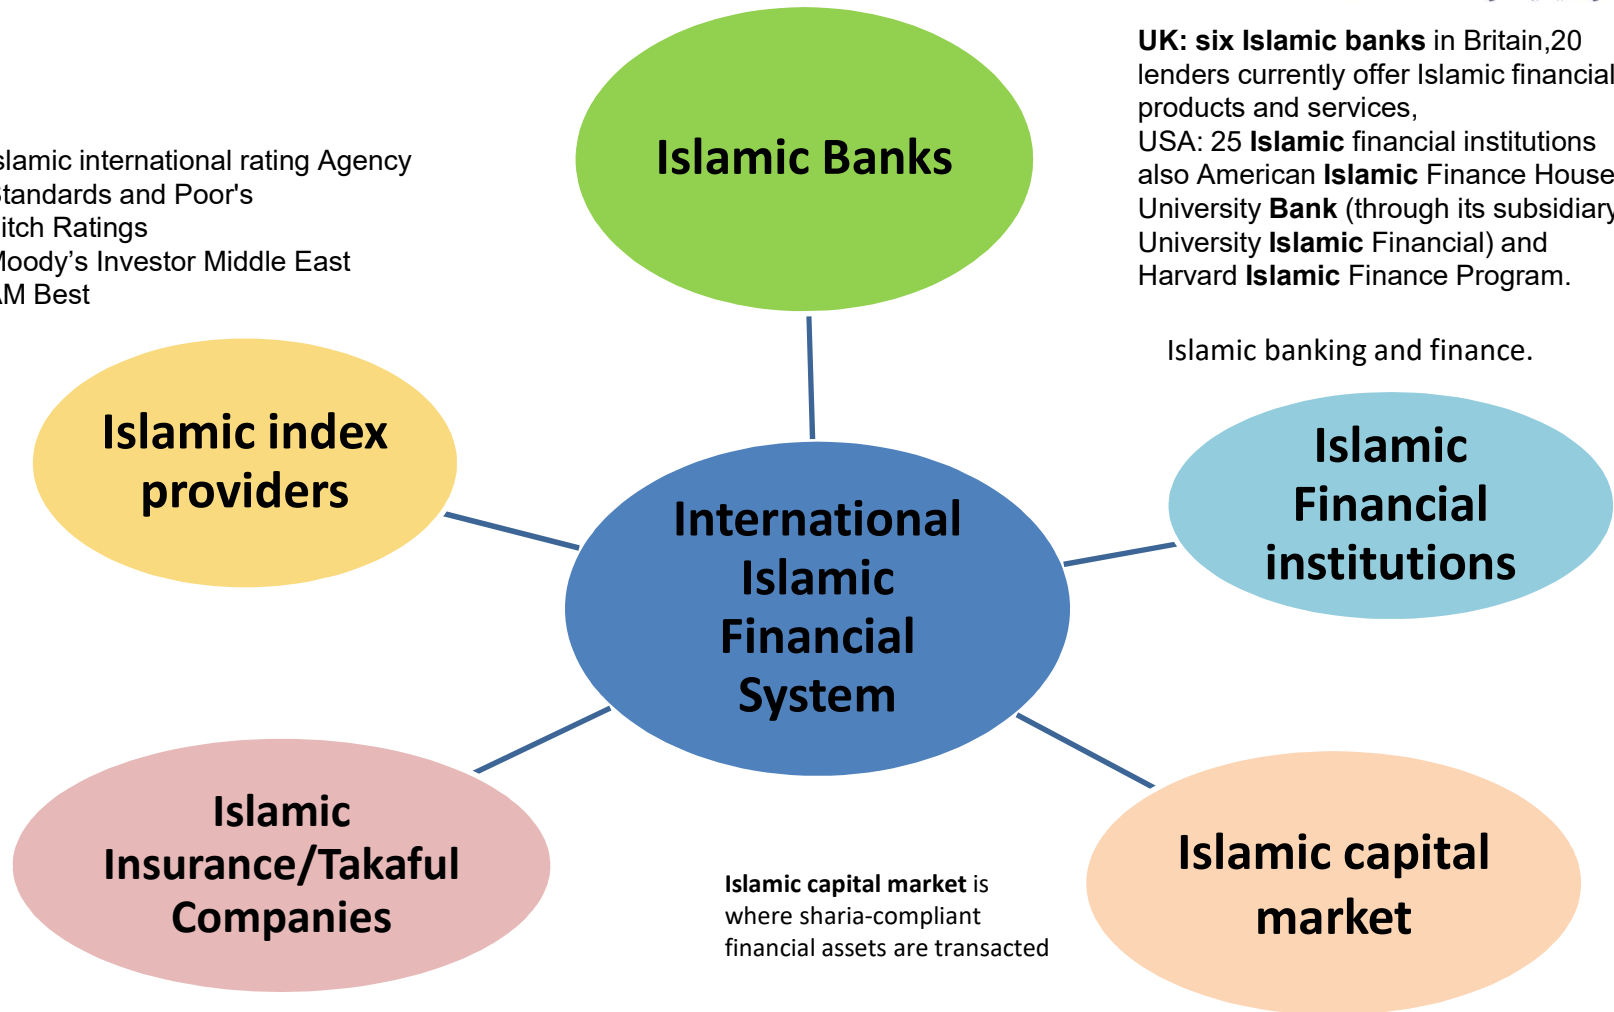 Islamic Banks
UK: six Islamic banks in Britain,20
lenders currently offer Islamic financial
products and services,
USA: 25 Islamic financial institutions
also American Islamic Finance House
University Bank (through its subsidiary
University Islamic Financial) and
Harvard Islamic Finance Program.
slamic international rating Agency
Standards and Poor's
itch Ratings
Moody’s Investor Middle East
AM Best
Islamic banking and finance.
Islamic index
providers
Islamic
Financial
institutions
International
Islamic
Financial
System
Islamic
Insurance/Takaful
Companies
Islamic capital market is
where sharia-compliant
financial assets are transacted
Islamic capital
market